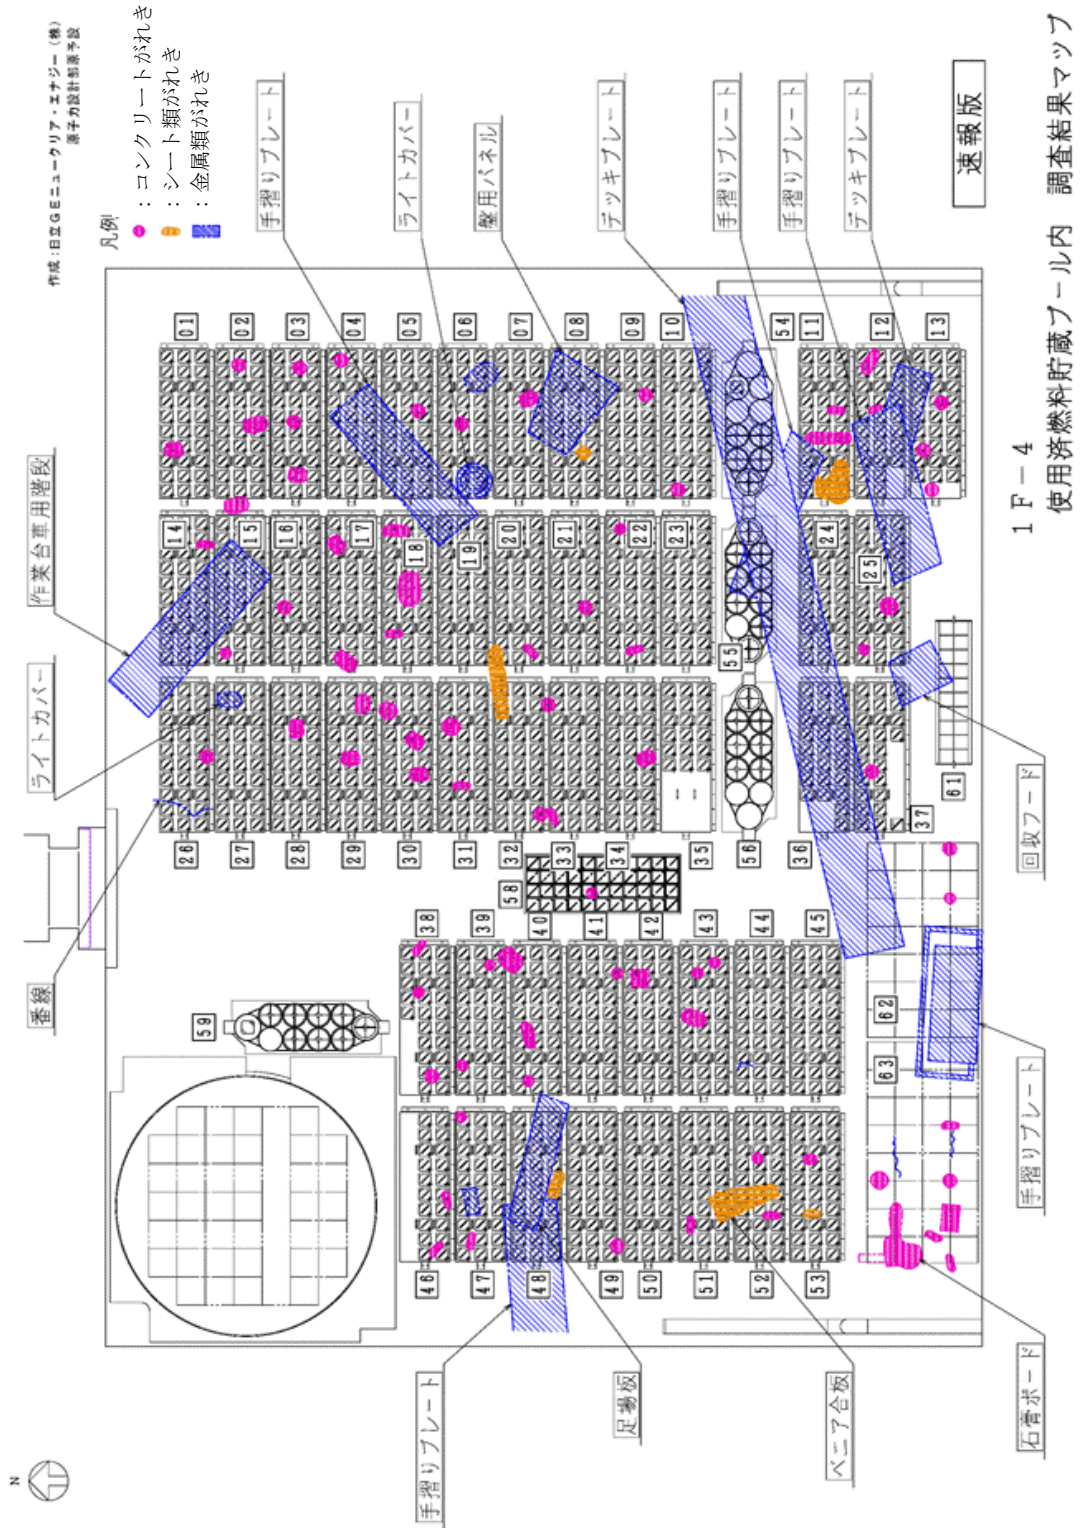 作成：日立ＧＥニュークリア・エナジー（株）
原子力設計部原予設
凡例
：コンクリートがれき
：シート類がれき
：金属類がれき
作業台車用階段
ライトカバー
番線
手摺りプレート
ライトカバー
盤用パネル
デッキプレート
手摺りプレート
手摺りプレート
デッキプレート
01
02
03
04
05
06
07
08
09
10
54
11
12
13
14
15
16
17
18
19
20
21
22
23
55
24
25
26
27
28
29
30
31
32
33
34
35
56
36
37
61
58
59
38
39
40
41
42
43
44
45
62
63
46
47
48
49
50
51
52
53
手摺りプレート
足場板
ベニア合板
石膏ボード
手摺りプレート
回収フード
N
速報版
１Ｆ－４
使用済燃料貯蔵プール内　調査結果マップ